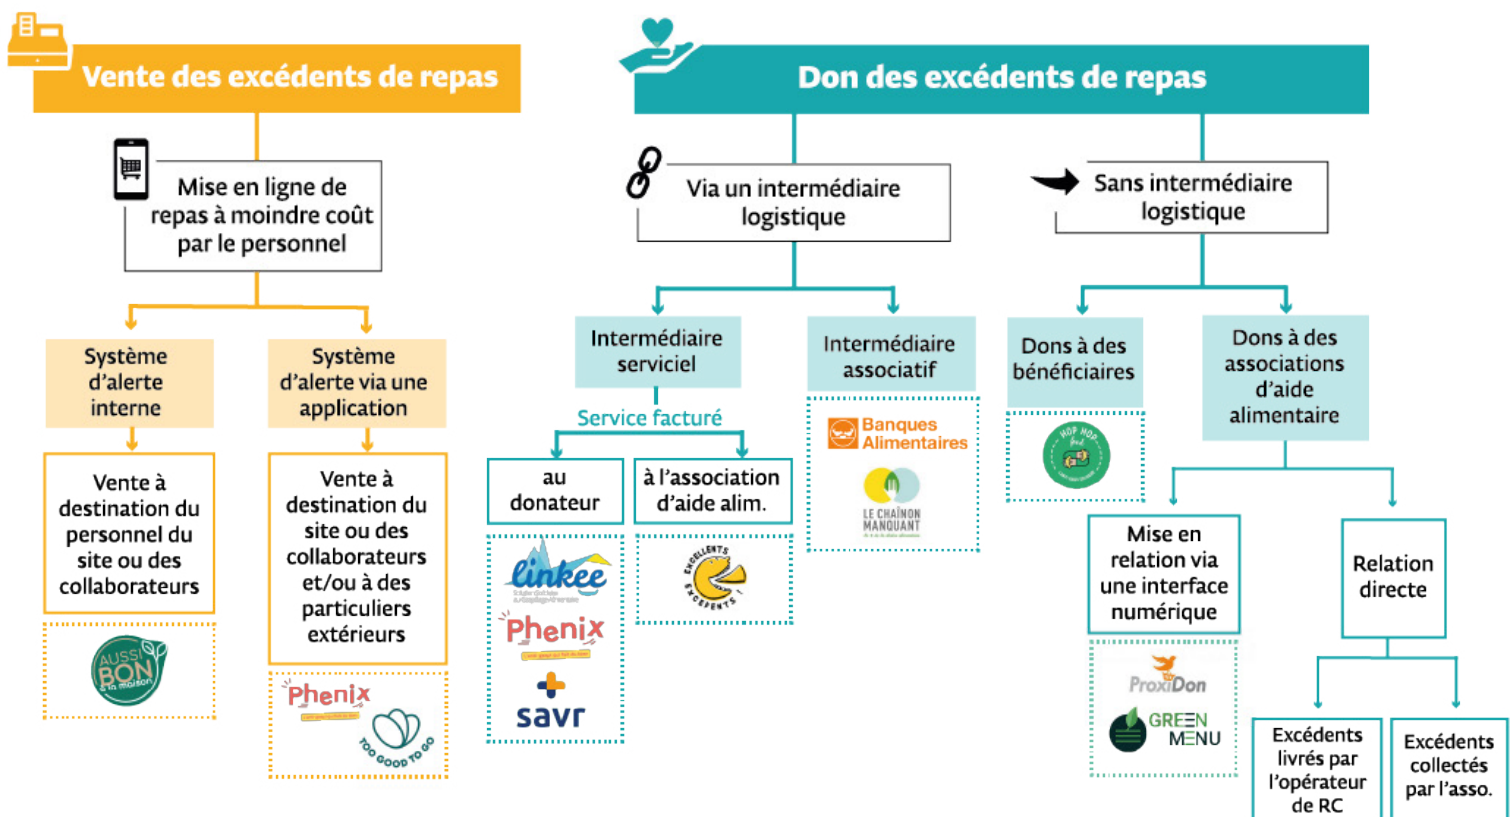 Vente des excédents de repas
Don des excédents de repas
Mise en ligne de
repas à moindre coût
par le personnel
Via un intermédiaire
logistique
Sans intermédiaire
logistique
Système
d'alerte
interne
Système
d'alerte via une
application
Intermédiaire
serviciel
Intermédiaire
associatif
Dons à des
bénéficiaires
Dons à des
associations
d'aide
alimentaire
Service facturé
Vente à
destination du
personnel du
site ou des
collaborateurs
Vente à
destination du
site ou des
collaborateurs
et/ou à des
particuliers
extérieurs
au
donateur
à l'association
d'aide alim.
Banques
Alimentaires
LE CHAÎNON
MANQUANT
HOP HOP
food
Mise en
relation via
une interface
numérique
Relation
directe
AUSSI
BON
à la maison
Phenix
TOO GOOD TO GO
linkee
Phenix
savr
EXCELLENTS
EXCÉDENTS !
ProxiDon
GREEN
MENU
Excédents
livrés par
l'opérateur
de RC
Excédents
collectés
par l'asso.